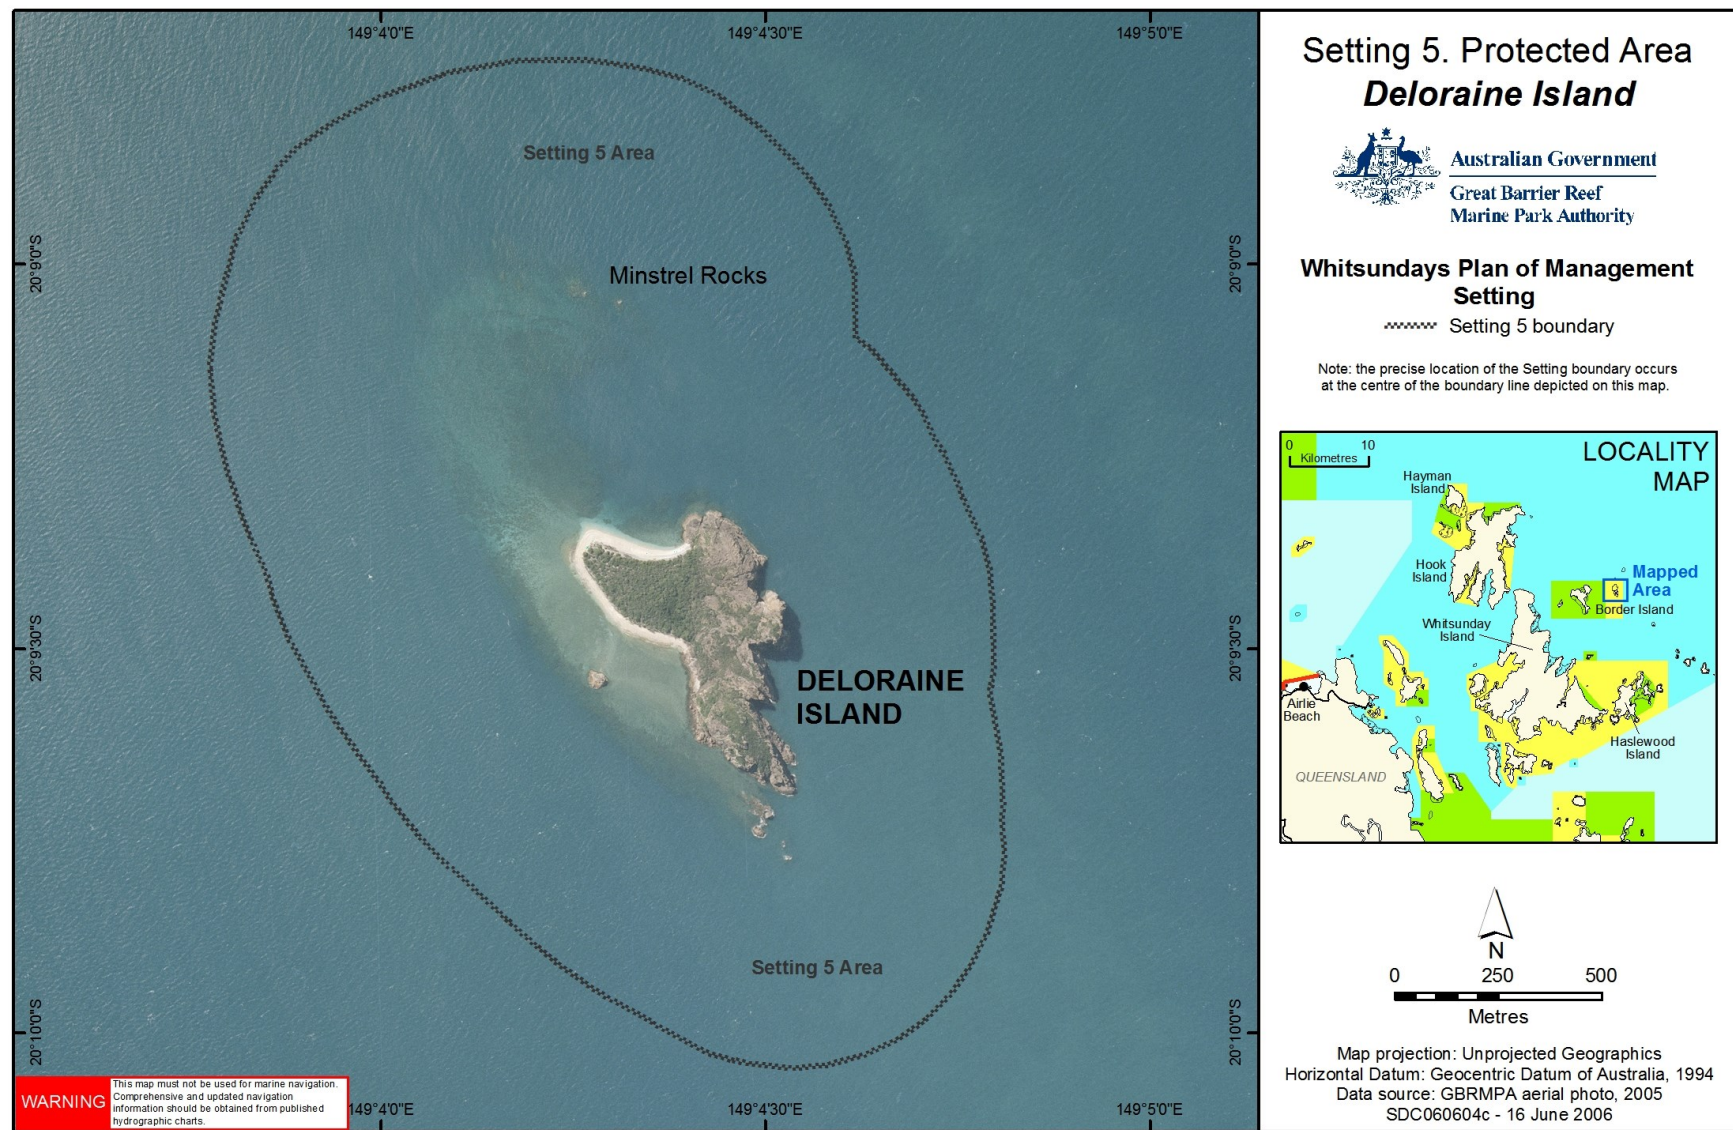 149°4'0"E
149°4'30"E
149°5'0"E
Setting 5 Area
20°9'0"S
20°9'0"S
Minstrel Rocks
20°9'30"S
20°9'30"S
DELORAINE
ISLAND
Setting 5 Area
20°10'0"S
20°10'0"S
WARNING
This map must not be used for marine navigation.
Comprehensive and updated navigation
information should be obtained from published
hydrographic charts.
149°4'0"E
149°4'30"E
149°5'0"E
Setting 5. Protected Area
Deloraine Island
Australian Government
Great Barrier Reef
Marine Park Authority
Whitsundays Plan of Management
Setting
Setting 5 boundary
Note: the precise location of the Setting boundary occurs
at the centre of the boundary line depicted on this map.
0 10
Kilometres
LOCALITY
MAP
Hayman
Island
Hook
Island
Mapped
Area
Border Island
Whitsunday
Island
Airlie
Beach
Haslewood
Island
QUEENSLAND
N
0 250 500
Metres
Map projection: Unprojected Geographics
Horizontal Datum: Geocentric Datum of Australia, 1994
Data source: GBRMPA aerial photo, 2005
SDC060604c - 16 June 2006